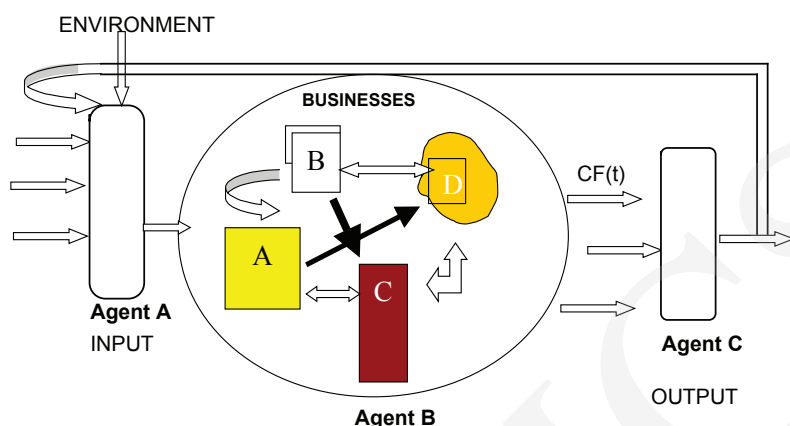 ENVIRONMENT
BUSINESSES
B
D
CF(t)
A
C
Agent A
INPUT
Agent C
OUTPUT
Agent B